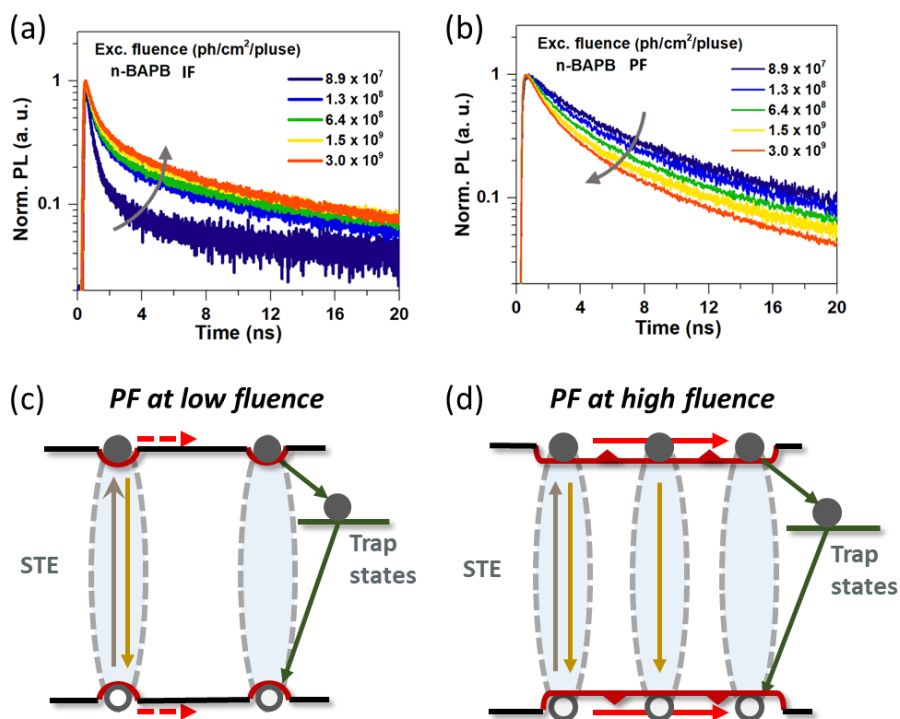 (a)
Exc. fluence (ph/cm²/pluse)
n-BAPB IF
8.9 x 10⁷
1.3 x 10⁸
6.4 x 10⁸
1.5 x 10⁹
3.0 x 10⁹
Norm. PL (a. u.)
1
0.1
0 4 8 12 16 20
Time (ns)
(b)
Exc. fluence (ph/cm²/pluse)
n-BAPB PF
8.9 x 10⁷
1.3 x 10⁸
6.4 x 10⁸
1.5 x 10⁹
3.0 x 10⁹
Norm. PL (a. u.)
1
0.1
0 4 8 12 16 20
Time (ns)
(c) PF at low fluence
STE
Trap
states
(d) PF at high fluence
STE
Trap
states